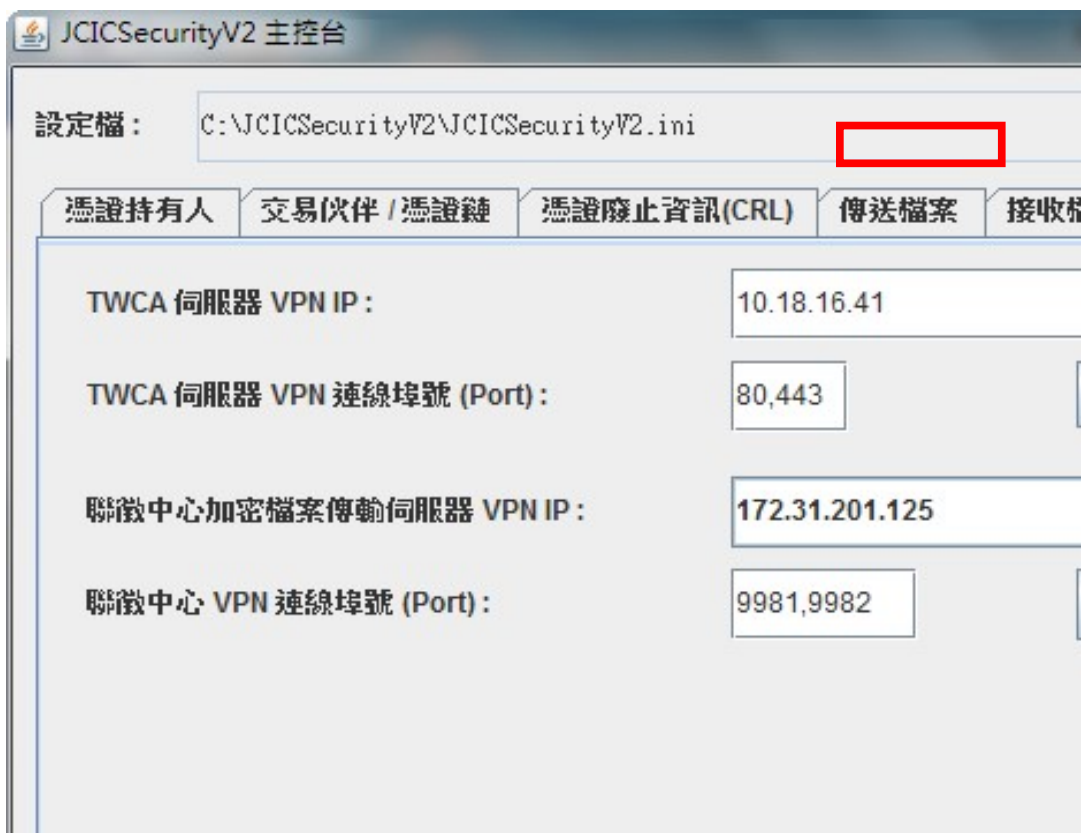 JCICSecurityV2 主控台
設定檔 : C:\JCICSecurityV2\JCICSecurityV2.ini
憑證持有人 交易伙伴 / 憑證鏈 憑證廢止資訊(CRL) 傳送檔案 接收檔
TWCA 伺服器 VPN IP : 10.18.16.41
TWCA 伺服器 VPN 連線埠號 (Port) : 80,443
聯徵中心加密檔案傳輸伺服器 VPN IP : 172.31.201.125
聯徵中心 VPN 連線埠號 (Port) : 9981,9982